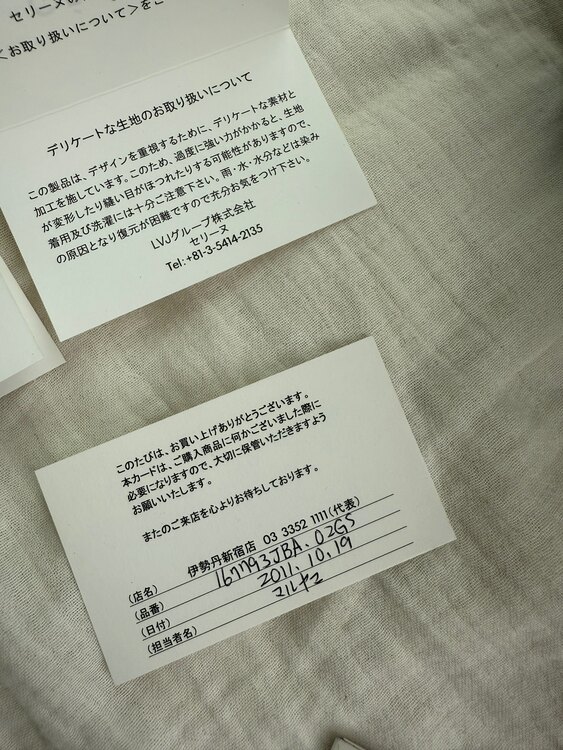 セリーヌの
<お取り扱いについて>をご
デリケートな生地のお取り扱いについて
この製品は、デザインを重視するために、デリケートな素材と
加工を施しています。このため、過度に強い力がかかると、生地
が変形したり縫い目がほつれたりする可能性がありますので、
着用及び洗濯には十分ご注意下さい。雨・水・水分などは染み
の原因となり復元が困難ですので充分お気をつけ下さい。
LVJグループ株式会社
セリーヌ
Tel:+81-3-5414-2135
このたびは、お買い上げありがとうございます。
本カードは、ご購入商品に何かございました際に
必要になりますので、大切に保管いただきますよう
お願いいたします。
またのご来店を心よりお待ちしております。
(店名) 伊勢丹新宿店 03 3352 1111(代表)
(品番) 167793JBA.02GS
(日付) 2011.10.19
(担当者名) マルヤマ